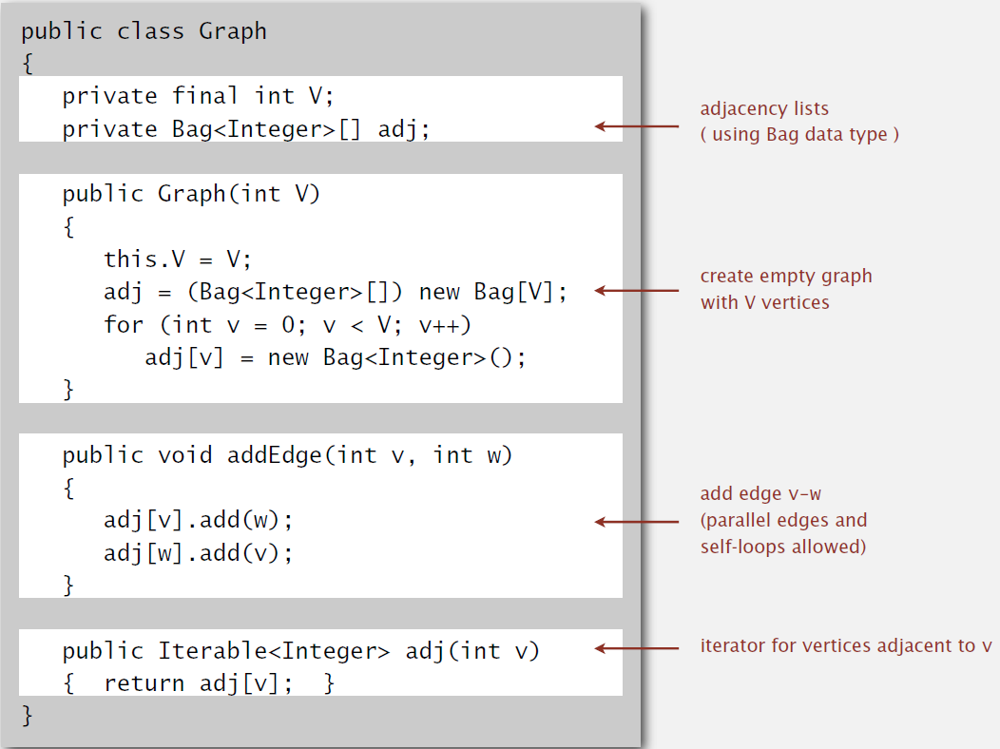 public class Graph
{
private final int V;
private Bag<Integer>[] adj;
adjacency lists
( using Bag data type )
public Graph(int V)
{
this.V = V;
adj = (Bag<Integer>[]) new Bag[V];
for (int v = 0; v < V; v++)
adj[v] = new Bag<Integer>();
}
create empty graph
with V vertices
public void addEdge(int v, int w)
{
adj[v].add(w);
adj[w].add(v);
}
add edge v-w
(parallel edges and
self-loops allowed)
public Iterable<Integer> adj(int v)
{ return adj[v]; }
iterator for vertices adjacent to v
}